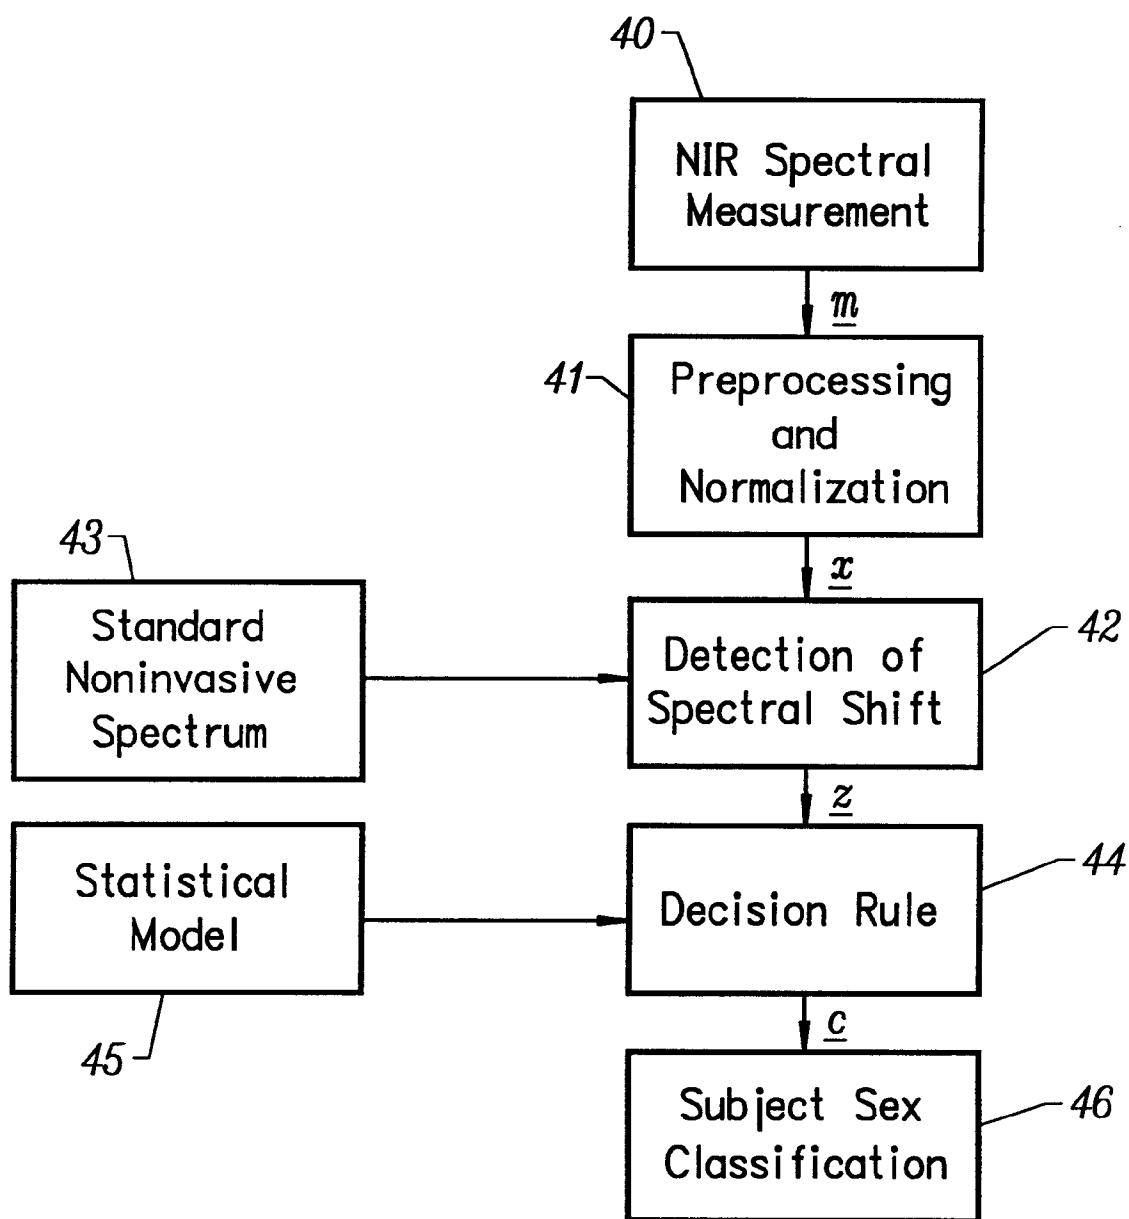 40
NIR Spectral
Measurement
m
41
Preprocessing
and
Normalization
x
43
Standard
Noninvasive
Spectrum
42
Detection of
Spectral Shift
z
Statistical
Model
45
44
Decision Rule
c
46
Subject Sex
Classification